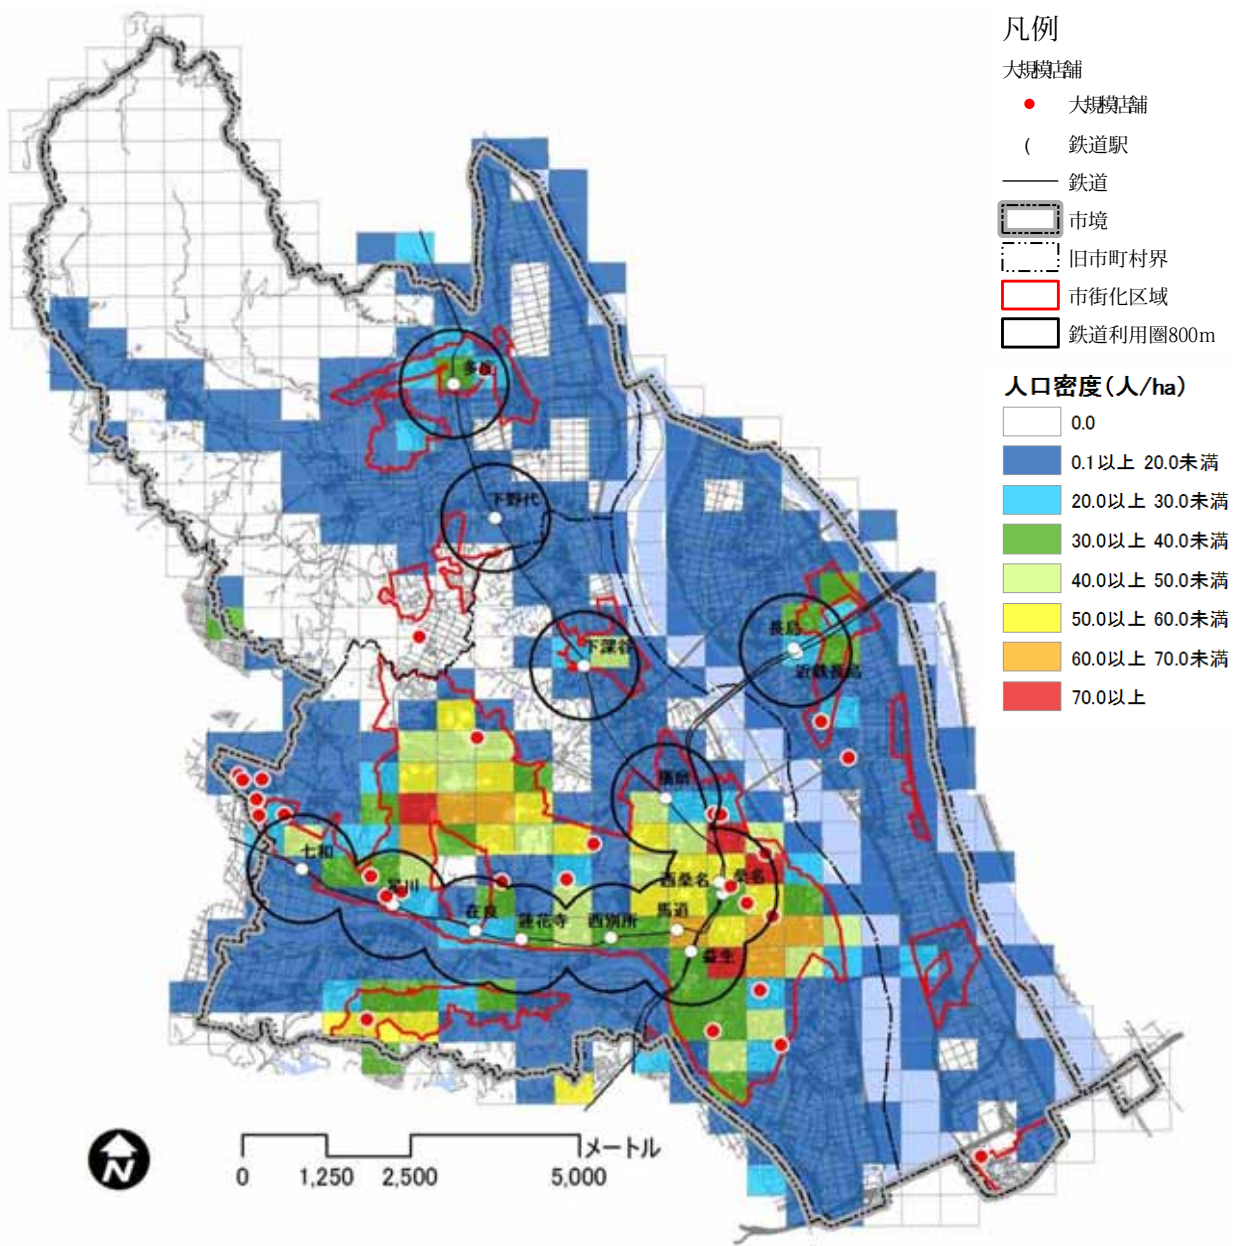 凡例
大規模店舗
大規模店舗
( 鉄道駅
鉄道
市境
旧市町村界
市街化区域
鉄道利用圏800m
人口密度(人/ha)
0.0
0.1以上 20.0未満
20.0以上 30.0未満
30.0以上 40.0未満
40.0以上 50.0未満
50.0以上 60.0未満
60.0以上 70.0未満
70.0以上
多度
下野代
下深谷
長島
近鉄長島
播磨
七和
星川
在良
蓮花寺
西別所
馬道
西桑名
桑名
益生
N
メートル
0 1,250 2,500 5,000